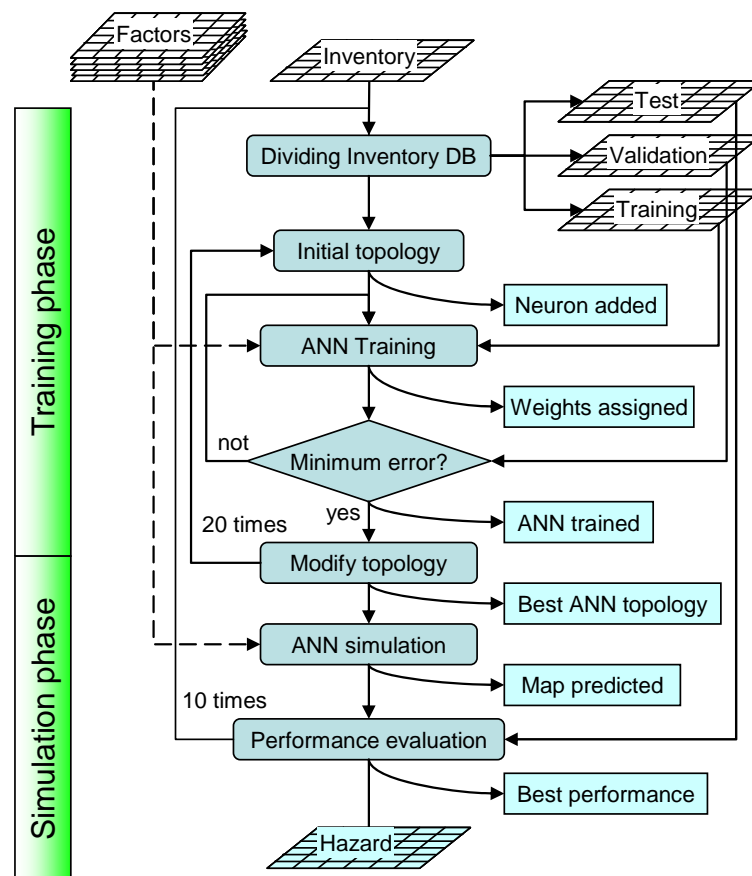 Factors
Inventory
Test
Dividing Inventory DB
Validation
Training
Training phase
Initial topology
Neuron added
ANN Training
Weights assigned
not
Minimum error?
yes
20 times
ANN trained
Modify topology
Best ANN topology
Simulation phase
ANN simulation
Map predicted
10 times
Performance evaluation
Best performance
Hazard